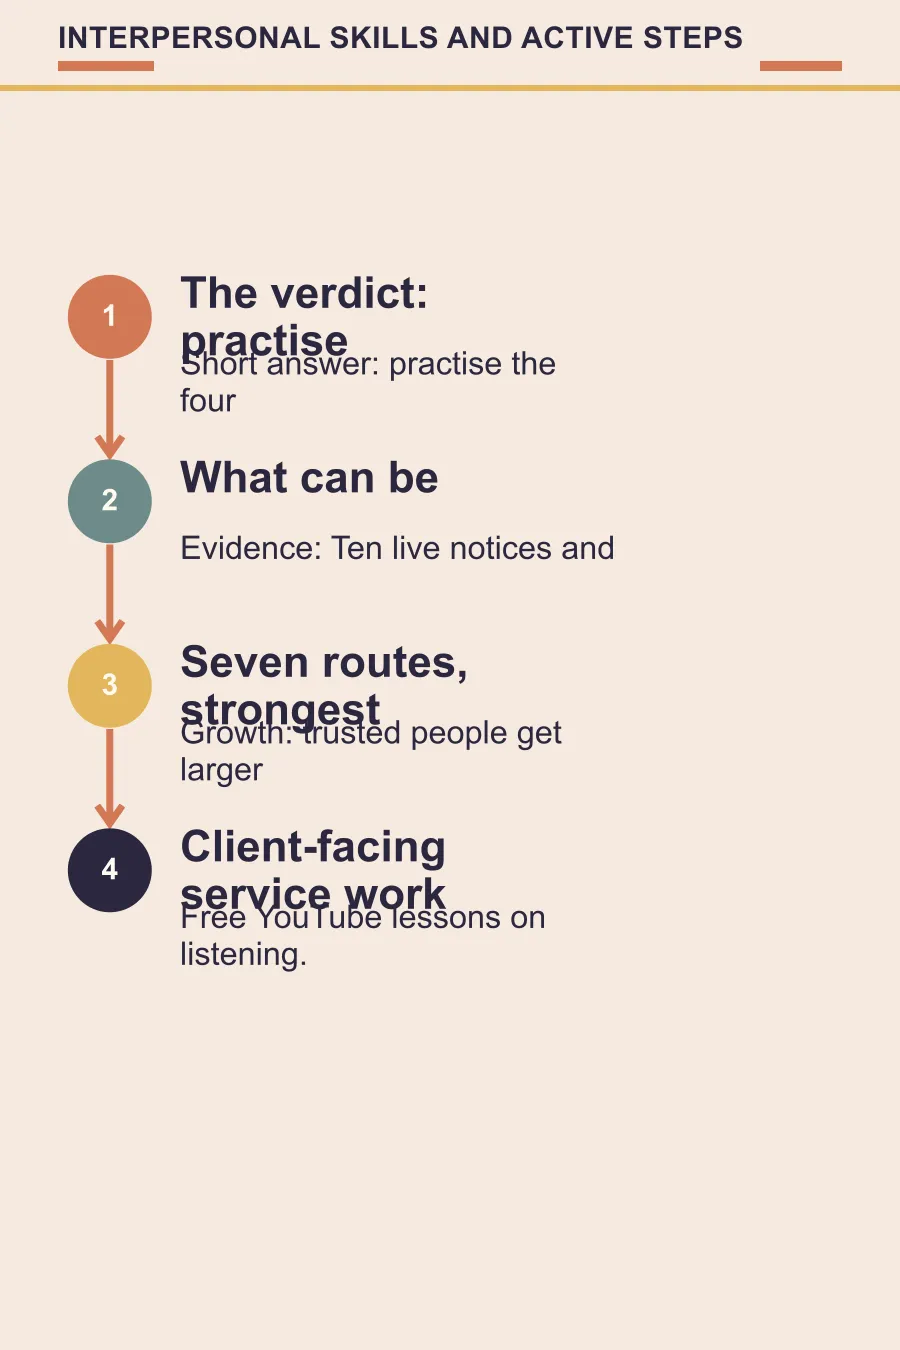 INTERPERSONAL SKILLS AND ACTIVE STEPS
1
The verdict:
practise
Short answer: practise the
four
2
What can be
Evidence: Ten live notices and
3
Seven routes,
strongest
Growth: trusted people get
larger
4
Client-facing
service work
Free YouTube lessons on
listening.